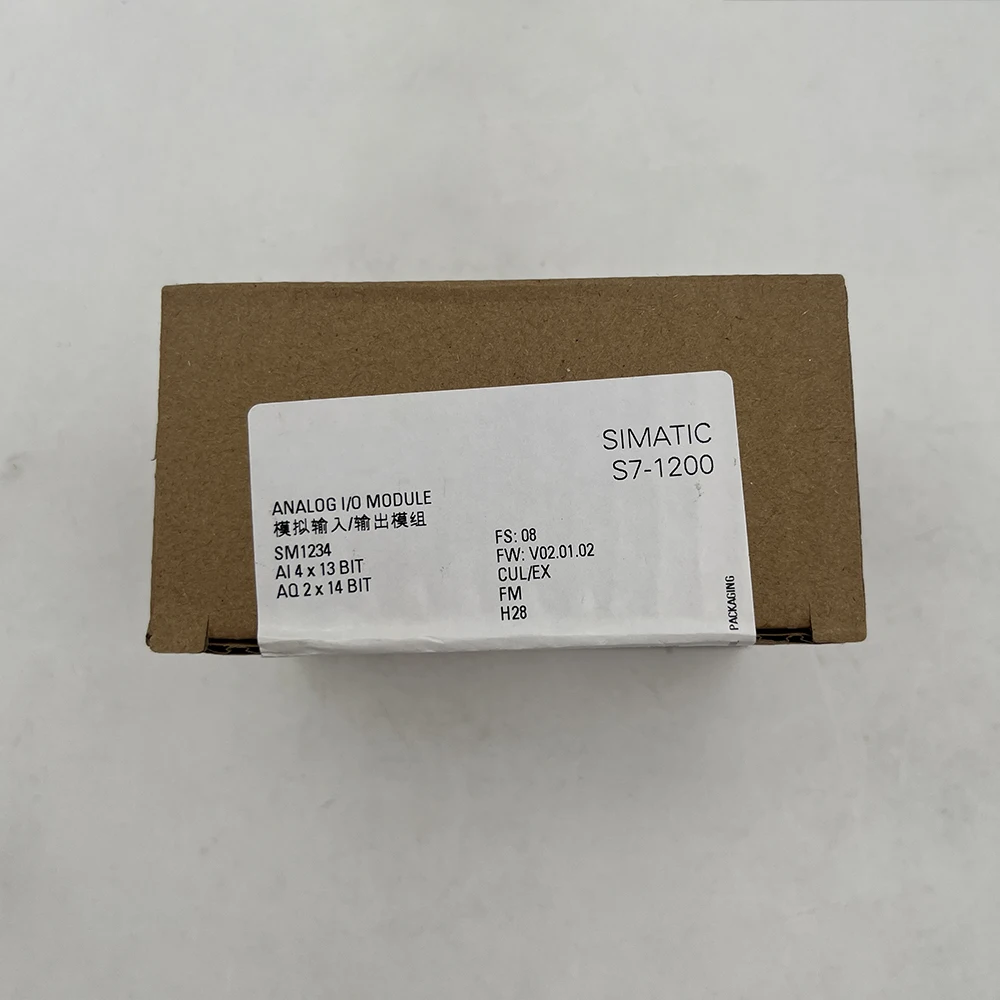 SIMATIC
S7-1200
ANALOG I/O MODULE
模拟输入/输出模组
SM1234
AI 4 x 13 BIT
AQ 2 x 14 BIT
FS: 08
FW: V02.01.02
CUL/EX
FM
H28
PACKAGING